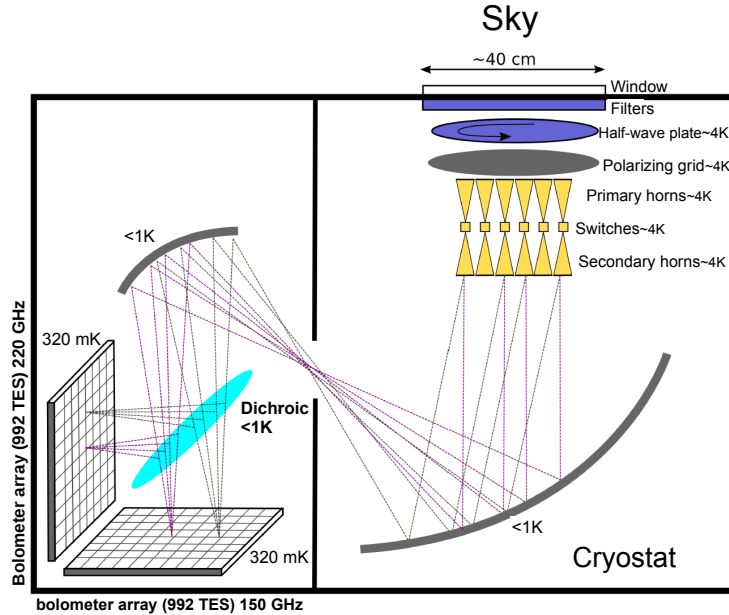 Sky
~40 cm
Window
Filters
Half-wave plate~4K
Polarizing grid~4K
Primary horns~4K
Switches~4K
Secondary horns~4K
<1K
320 mK
Bolometer array (992 TES) 220 GHz
Dichroic
<1K
<1K
320 mK
Cryostat
bolometer array (992 TES) 150 GHz